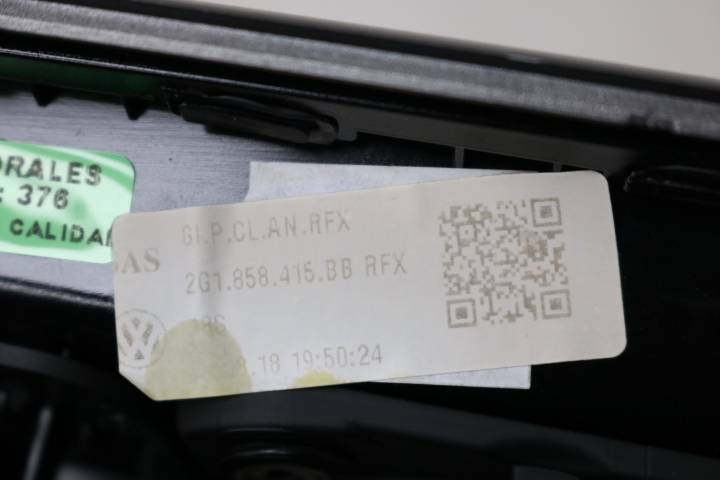 ORALES
: 376
CALIDA
GI.P.CL.AN.RFX
AS
2G1.858.415.BB RFX
.18 19:50:24